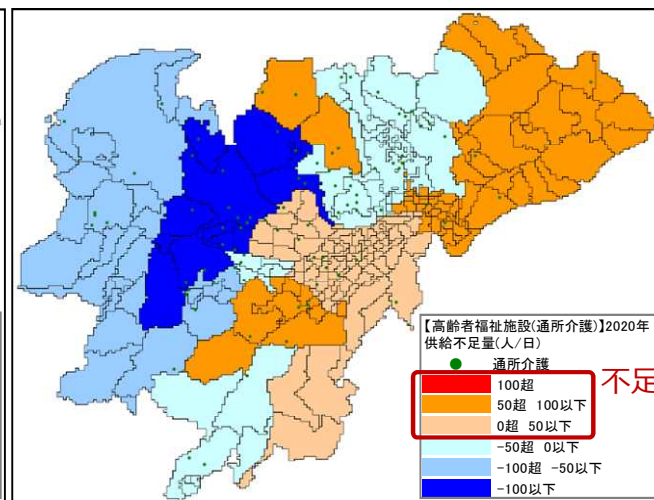 【高齢者福祉施設(通所介護)】2020年
供給不足量(人/日)
通所介護
100超
50超 100以下
0超 50以下
-50超 0以下
-100超 -50以下
-100以下
不足